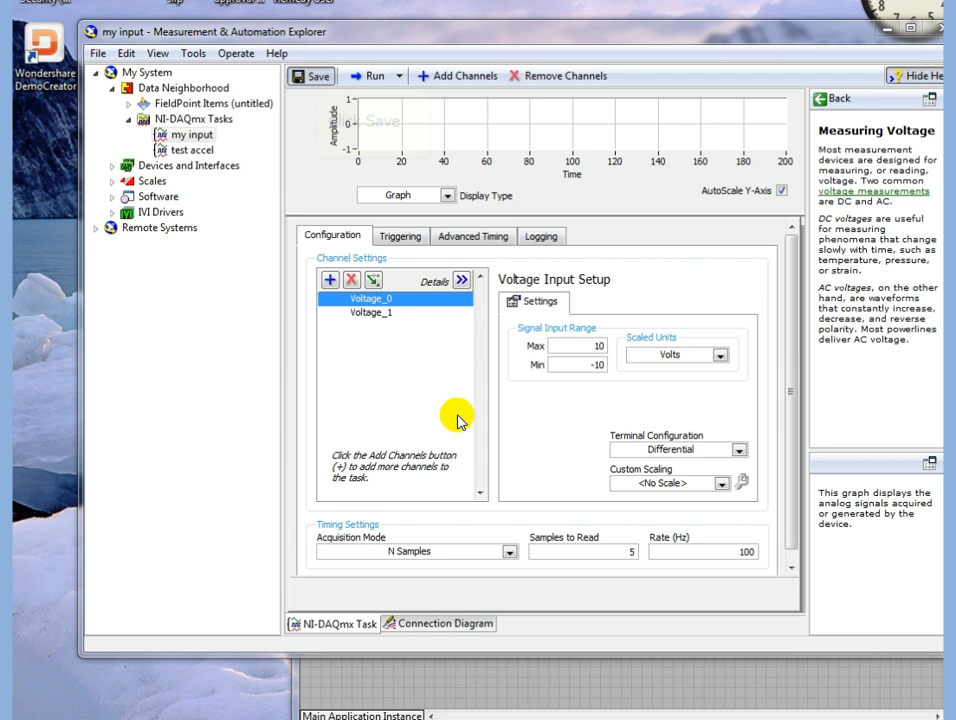 my input - Measurement & Automation Explorer
File Edit View Tools Operate Help
Wondershare
DemoCreator
My System
Data Neighborhood
FieldPoint Items (untitled)
NI-DAQmx Tasks
my input
test accel
Devices and Interfaces
Scales
Software
IVI Drivers
Remote Systems
Save Run Add Channels Remove Channels
Hide He
Amplitude
1
0
-1
Save
0 20 40 60 80 100 120 140 160 180 200
Time
Graph Display Type AutoScale Y-Axis
Configuration Triggering Advanced Timing Logging
Channel Settings
Details
Voltage_0
Voltage_1
Click the Add Channels button
(+) to add more channels to
the task.
Voltage Input Setup
Settings
Signal Input Range
Max 10
Min -10
Scaled Units
Volts
Terminal Configuration
Differential
Custom Scaling
<No Scale>
Timing Settings
Acquisition Mode Samples to Read Rate (Hz)
N Samples 5 100
NI-DAQmx Task Connection Diagram
Back
Measuring Voltage
Most measurement
devices are designed for
measuring, or reading,
voltage. Two common
voltage measurements
are DC and AC.
DC voltages are useful
for measuring
phenomena that change
slowly with time, such as
temperature, pressure,
or strain.
AC voltages, on the other
hand, are waveforms
that constantly increase,
decrease, and reverse
polarity. Most powerlines
deliver AC voltage.
This graph displays the
analog signals acquired
or generated by the
device.
Main Application Instance
8
7 6 5